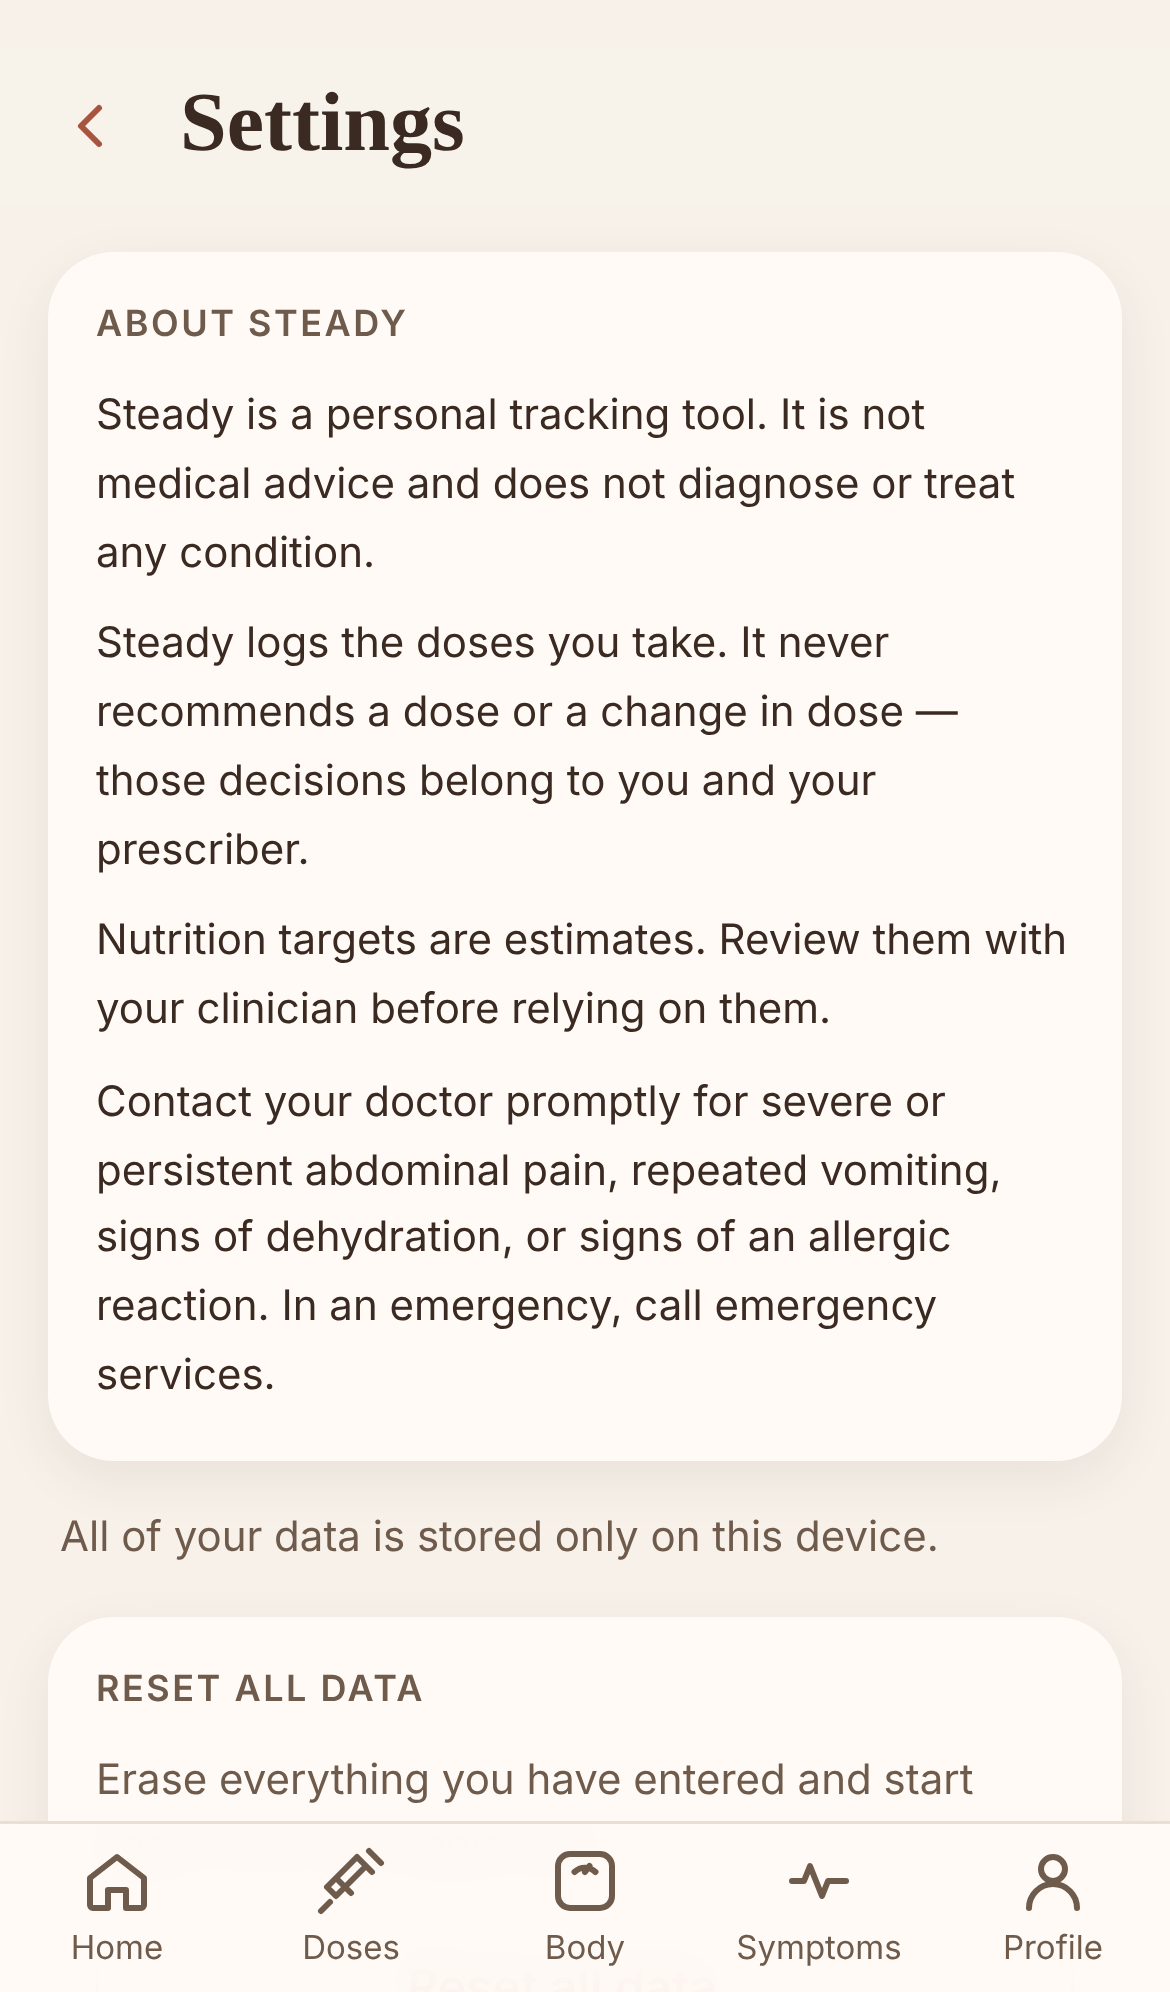 Settings
ABOUT STEADY
Steady is a personal tracking tool. It is not
medical advice and does not diagnose or treat
any condition.
Steady logs the doses you take. It never
recommends a dose or a change in dose —
those decisions belong to you and your
prescriber.
Nutrition targets are estimates. Review them with
your clinician before relying on them.
Contact your doctor promptly for severe or
persistent abdominal pain, repeated vomiting,
signs of dehydration, or signs of an allergic
reaction. In an emergency, call emergency
services.
All of your data is stored only on this device.
RESET ALL DATA
Erase everything you have entered and start
Home
Doses
Body
Symptoms
Profile
Reset all data